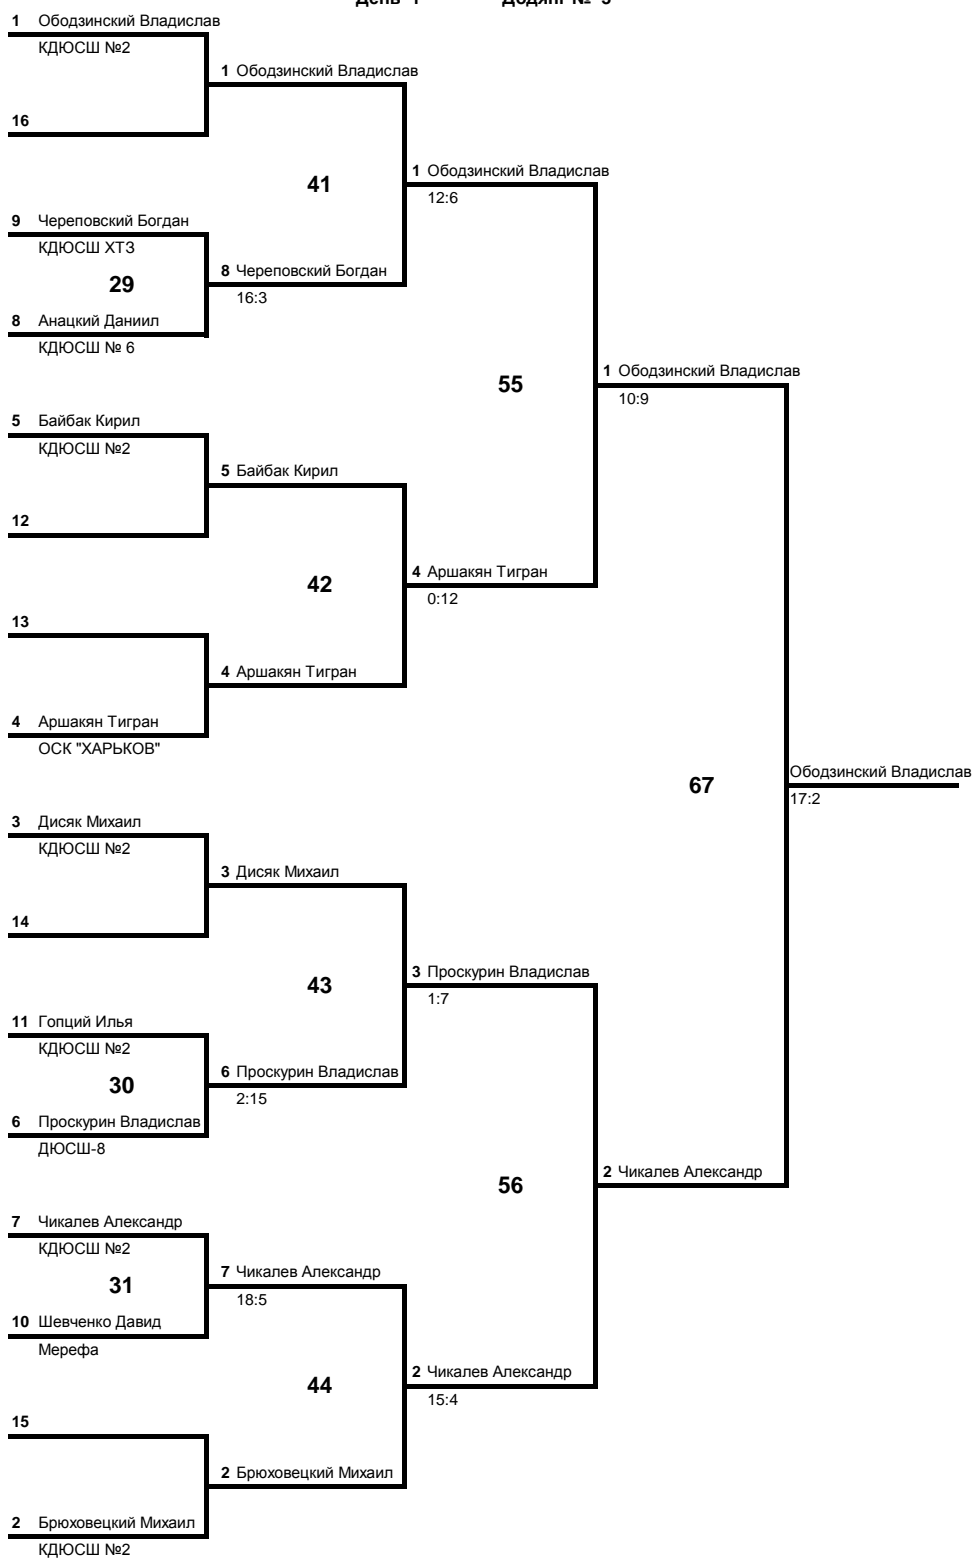 День 1 Додянг № 3
1 Ободзинский Владислав
КДЮСШ №2
1 Ободзинский Владислав
16
1 Ободзинский Владислав
41
12:6
9 Череповский Богдан
КДЮСШ ХТЗ
8 Череповский Богдан
29
16:3
8 Анацкий Даниил
КДЮСШ № 6
1 Ободзинский Владислав
55
10:9
5 Байбак Кирил
КДЮСШ №2
5 Байбак Кирил
12
4 Аршакян Тигран
42
0:12
13
4 Аршакян Тигран
4 Аршакян Тигран
ОСК "ХАРЬКОВ"
Ободзинский Владислав
67
17:2
3 Дисяк Михаил
КДЮСШ №2
3 Дисяк Михаил
14
3 Проскурин Владислав
43
1:7
11 Гопций Илья
КДЮСШ №2
6 Проскурин Владислав
30
2:15
6 Проскурин Владислав
ДЮСШ-8
2 Чикалев Александр
56
7 Чикалев Александр
КДЮСШ №2
7 Чикалев Александр
31
18:5
10 Шевченко Давид
Мерефа
2 Чикалев Александр
44
15:4
15
2 Брюховецкий Михаил
2 Брюховецкий Михаил
КДЮСШ №2